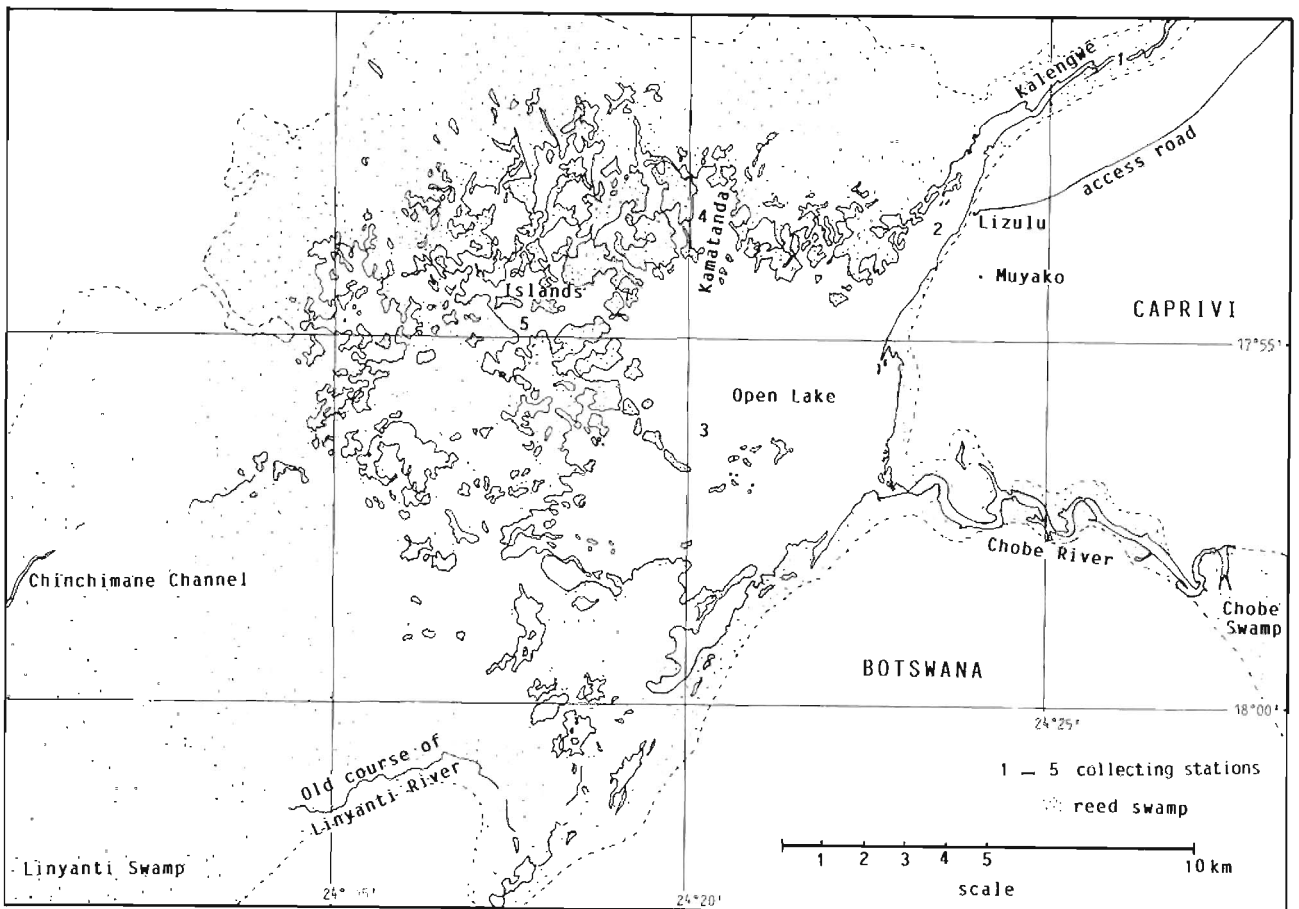 Kalengwe
1
access road
4
Kamatanda
2
Lizulu
Muyako
Islands
5
CAPRIVI
17°55'
Open Lake
3
Chobe River
Chinchimane Channel
Chobe
Swamp
BOTSWANA
18°00'
24°25'
Old course of
Linyanti River
1 – 5 collecting stations
reed swamp
1 2 3 4 5 10 km
scale
Linyanti Swamp
24°20'